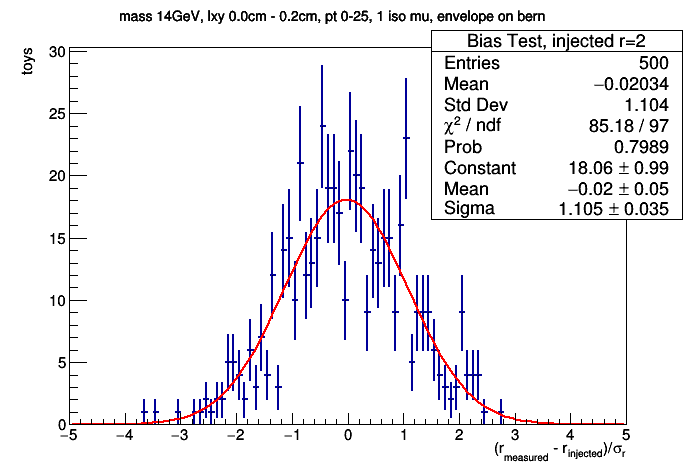 mass 14GeV, lxy 0.0cm - 0.2cm, pt 0-25, 1 iso mu, envelope on bern
Bias Test, injected r=2
Entries 500
Mean −0.02034
Std Dev 1.104
χ² / ndf 85.18 / 97
Prob 0.7989
Constant 18.06 ± 0.99
Mean −0.02 ± 0.05
Sigma 1.105 ± 0.035
toys
30
25
20
15
10
5
0
−5 −4 −3 −2 −1 0 1 2 3 4 5
(r_measured - r_injected)/σ_r